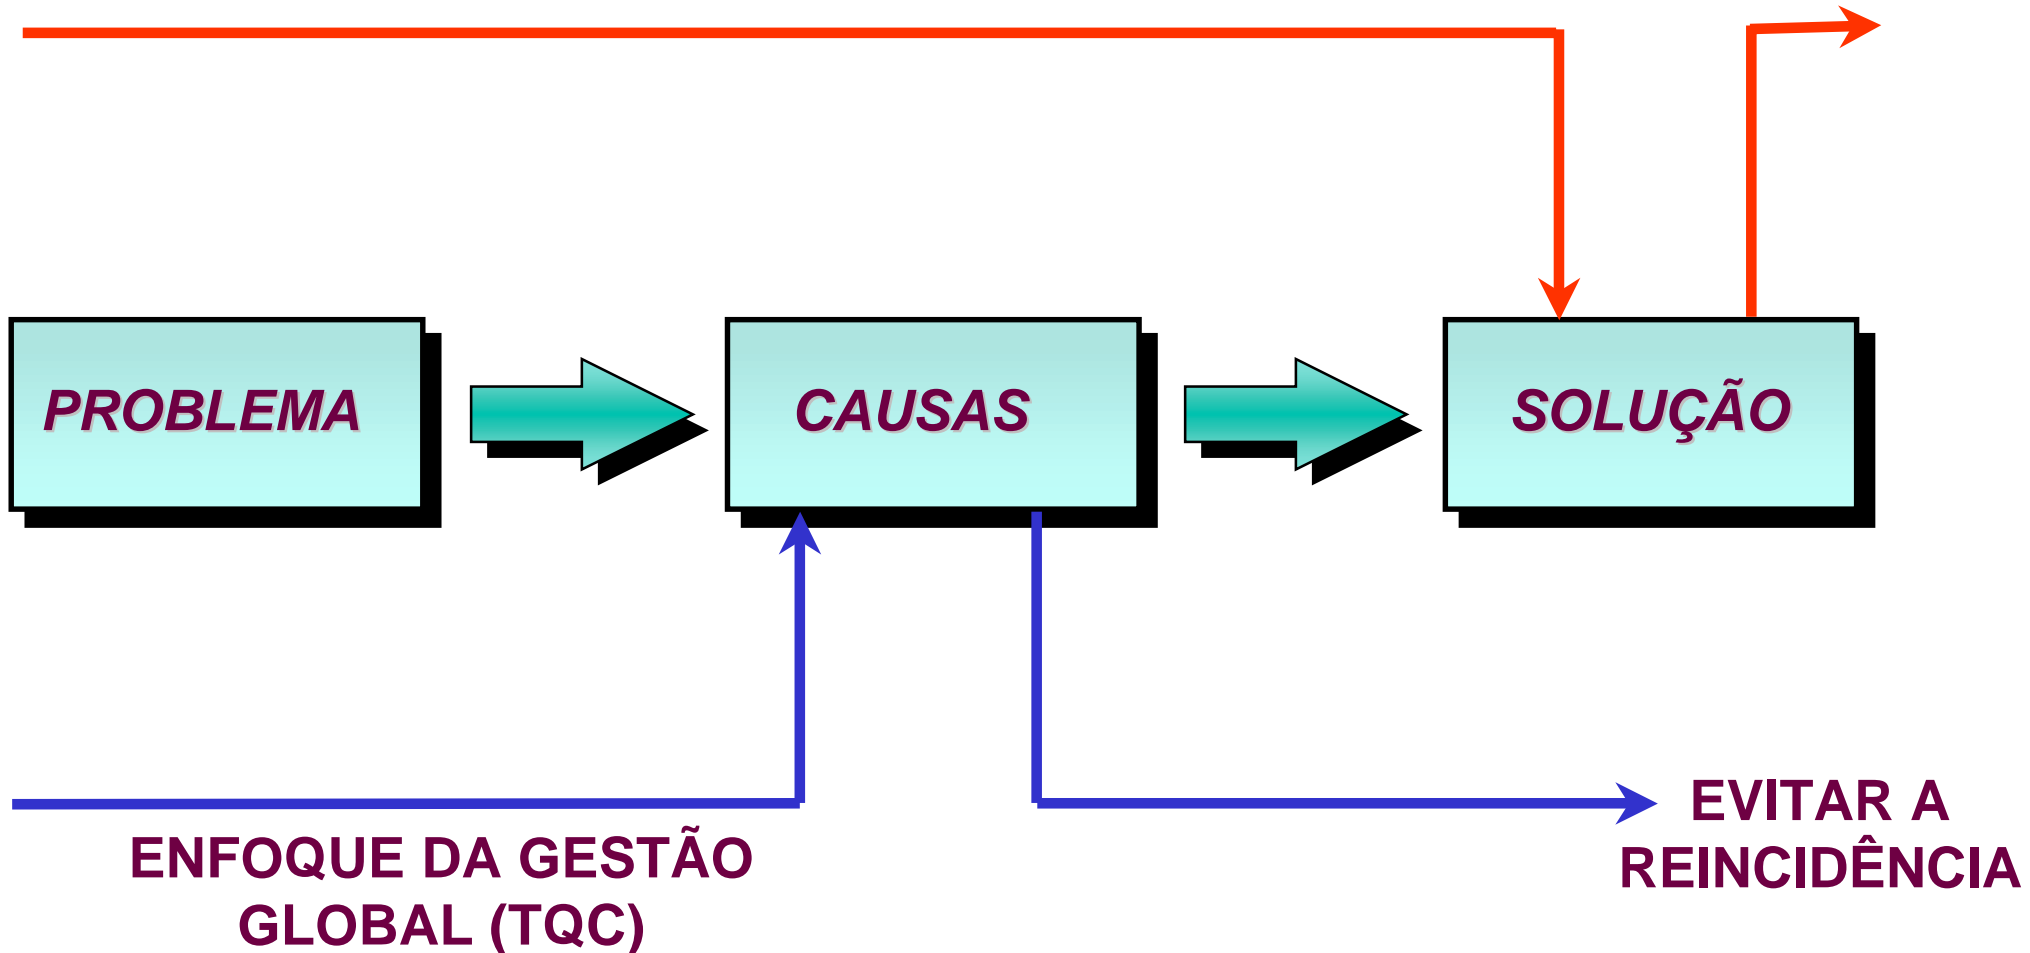 PROBLEMA
CAUSAS
SOLUÇÃO
ENFOQUE DA GESTÃO
GLOBAL (TQC)
EVITAR A
REINCIDÊNCIA